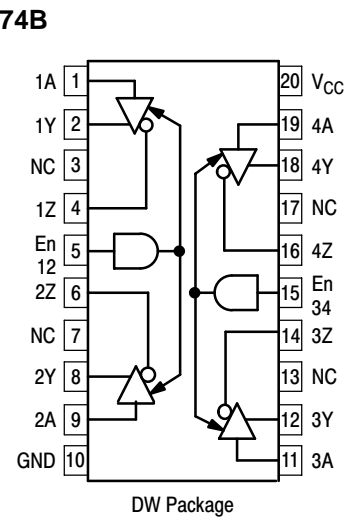 74B
1A 1
1Y 2
NC 3
1Z 4
En
12 5
2Z 6
NC 7
2Y 8
2A 9
GND 10
20 VCC
19 4A
18 4Y
17 NC
16 4Z
15 En
34
14 3Z
13 NC
12 3Y
11 3A
DW Package